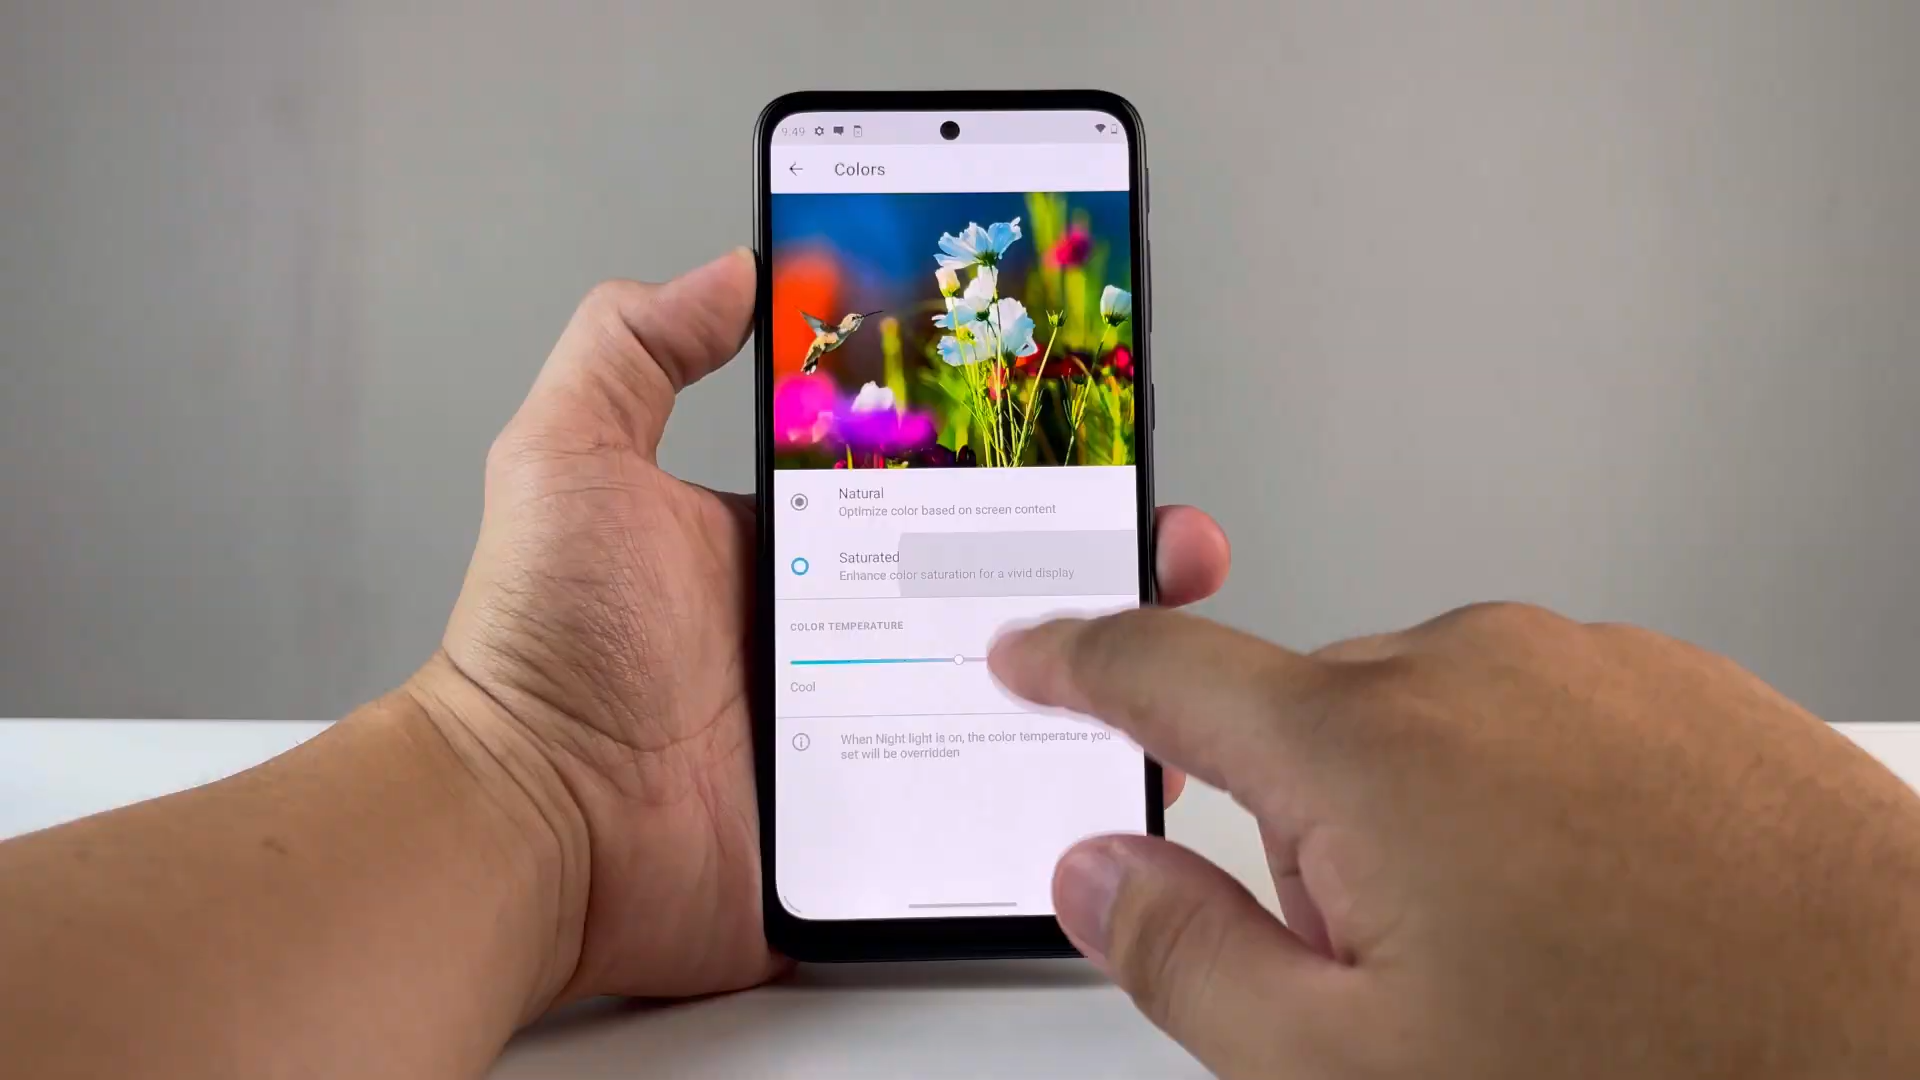 9:49
Colors
Natural
Optimize color based on screen content
Saturated
Enhance color saturation for a vivid display
COLOR TEMPERATURE
Cool
When Night light is on, the color temperature you
set will be overridden